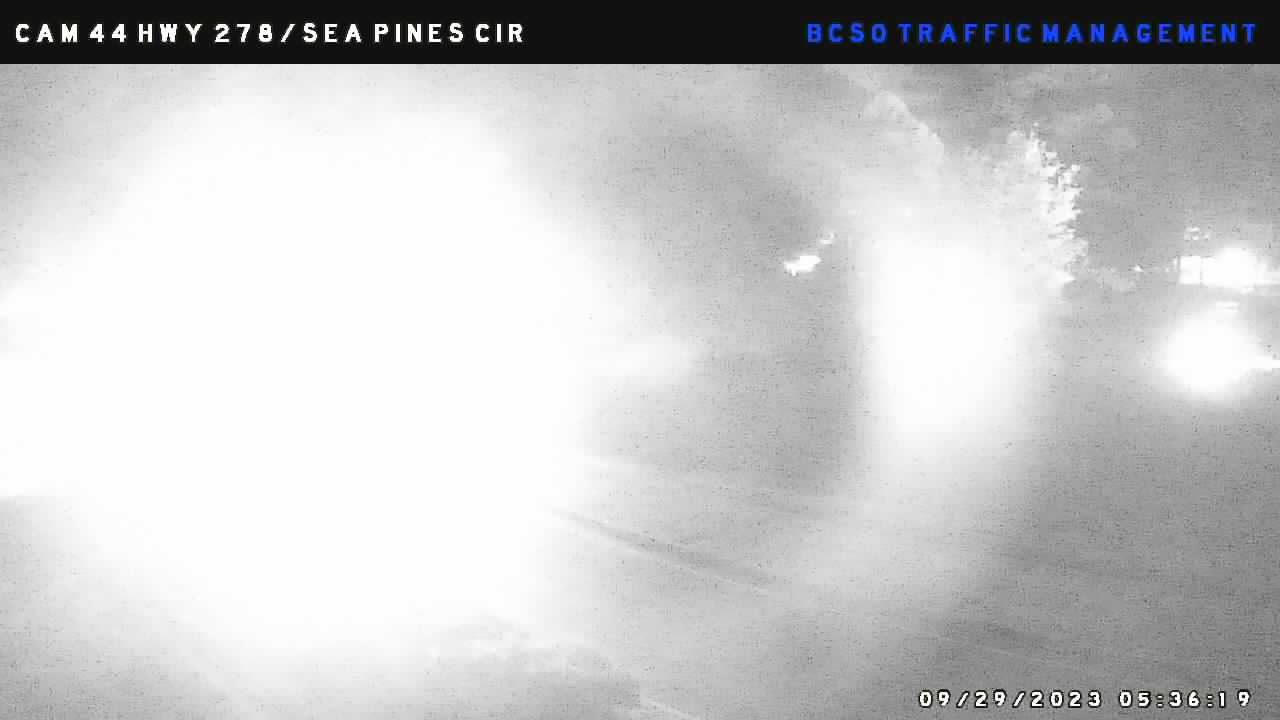 CAM 44 HWY 278/SEA PINES CIR
BCSO TRAFFIC MANAGEMENT
09/29/2023 05:36:19